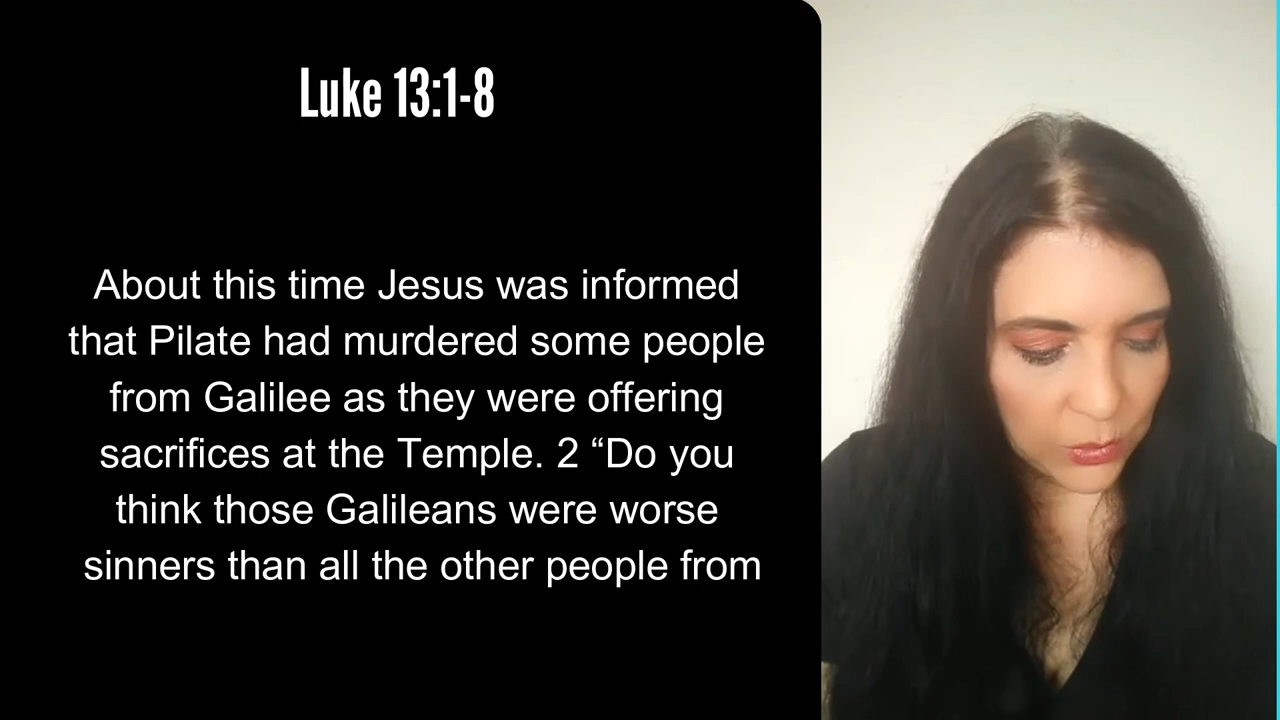 Luke 13:1-8
About this time Jesus was informed
that Pilate had murdered some people
from Galilee as they were offering
sacrifices at the Temple. 2 “Do you
think those Galileans were worse
sinners than all the other people from